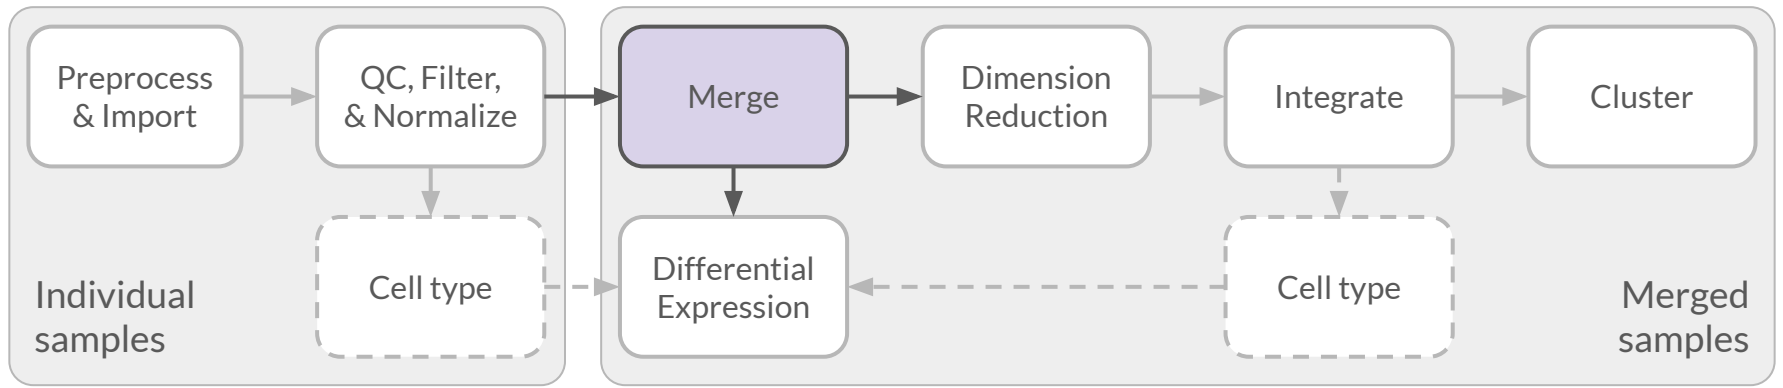 Preprocess
& Import
QC, Filter,
& Normalize
Merge
Dimension
Reduction
Integrate
Cluster
Cell type
Differential
Expression
Cell type
Individual
samples
Merged
samples